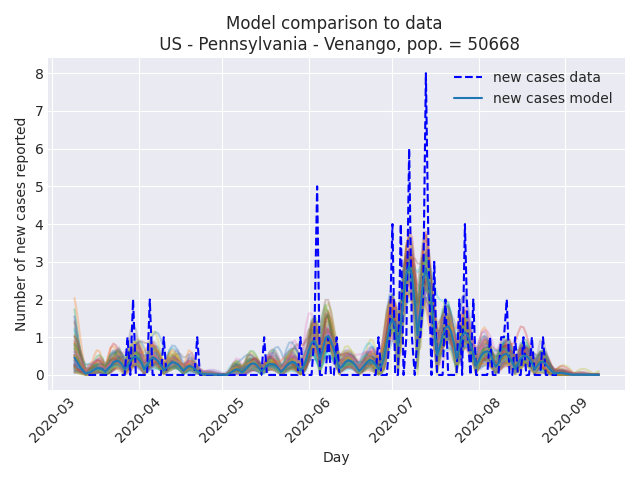 Model comparison to data
US - Pennsylvania - Venango, pop. = 50668
new cases data
new cases model
Number of new cases reported
8
7
6
5
4
3
2
1
0
2020-03
2020-04
2020-05
2020-06
2020-07
2020-08
2020-09
Day